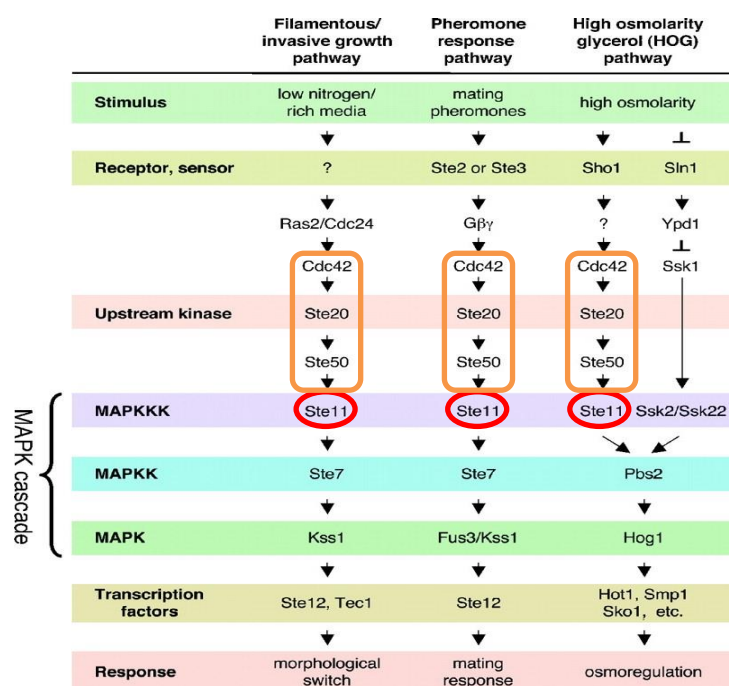 Filamentous/
invasive growth
pathway
Pheromone
response
pathway
High osmolarity
glycerol (HOG)
pathway
Stimulus
low nitrogen/
rich media
mating
pheromones
high osmolarity
Receptor, sensor
?
Ste2 or Ste3
Sho1
Sln1
Ras2/Cdc24
Gβγ
?
Ypd1
Cdc42
Cdc42
Cdc42
Ssk1
Upstream kinase
Ste20
Ste20
Ste20
Ste50
Ste50
Ste50
MAPK cascade
MAPKKK
Ste11
Ste11
Ste11
Ssk2/Ssk22
MAPKK
Ste7
Ste7
Pbs2
MAPK
Kss1
Fus3/Kss1
Hog1
Transcription
factors
Ste12, Tec1
Ste12
Hot1, Smp1
Sko1, etc.
Response
morphological
switch
mating
response
osmoregulation